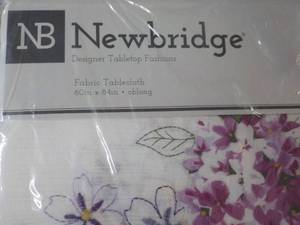 NB Newbridge®
Designer Tabletop Fashions
Fabric Tablecloth
60in x 84in • oblong